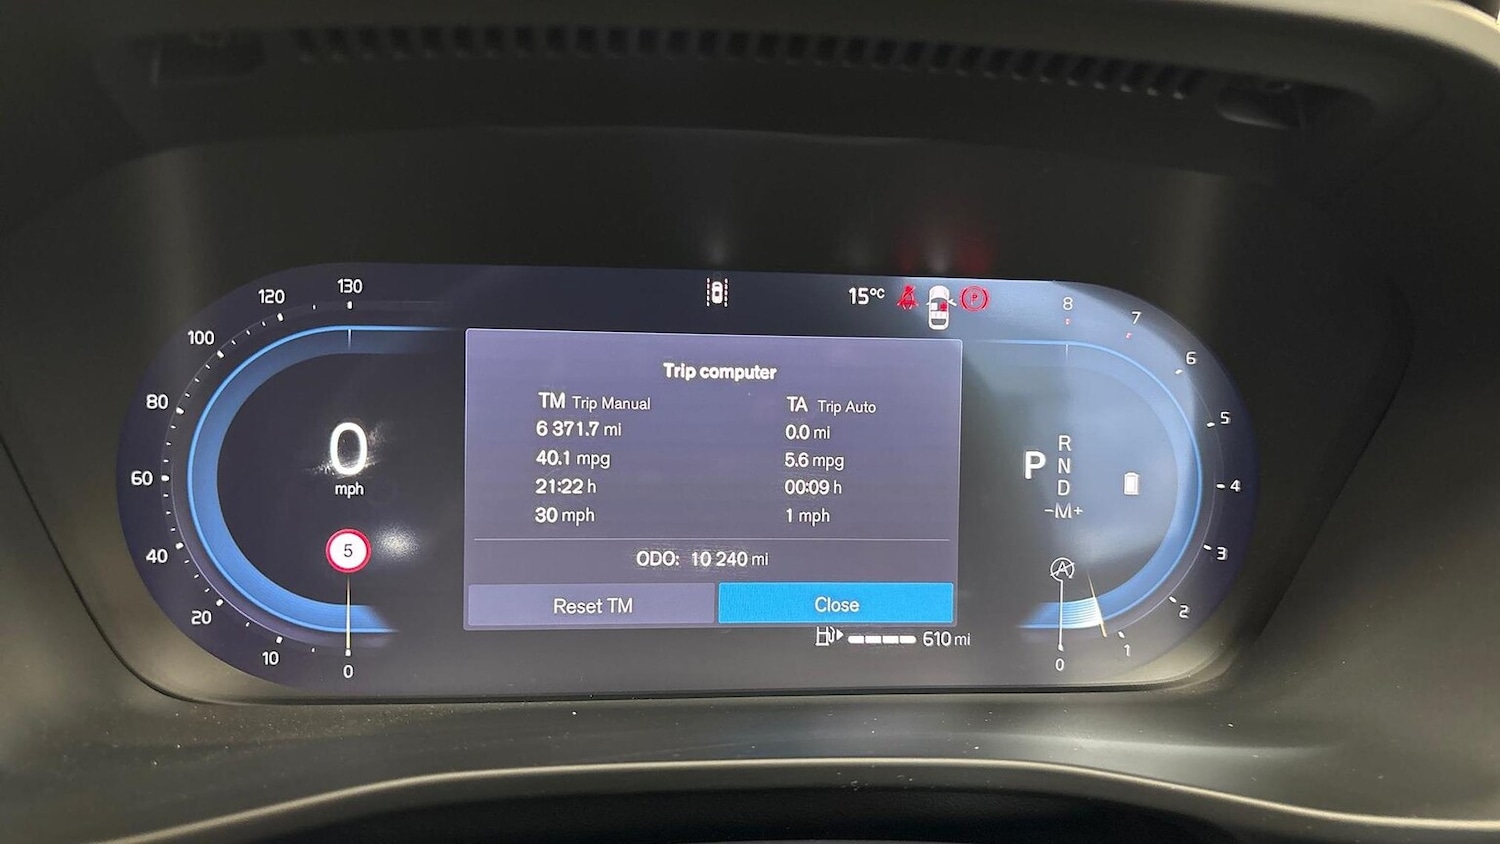 130
120
100
80
60
40
20
10
0
0
mph
5
15°C
P
Trip computer
TM Trip Manual
6 371.7 mi
40.1 mpg
21:22 h
30 mph
TA Trip Auto
0.0 mi
5.6 mpg
00:09 h
1 mph
ODO: 10 240 mi
Reset TM
Close
610 mi
P
R
N
D
-M+
A
8
7
6
5
4
3
2
1
0